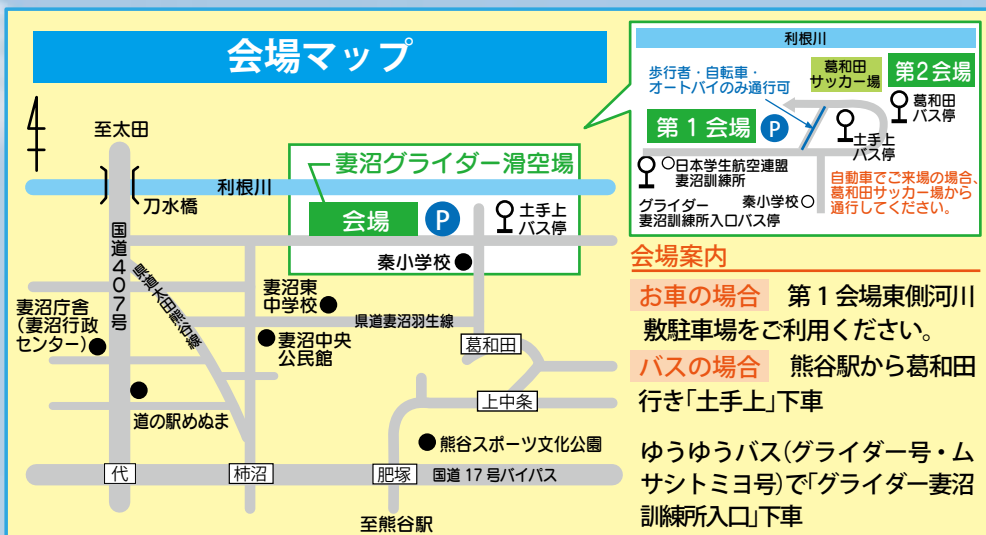 会場マップ
4
至太田
利根川
刀水橋
国道407号
県道太田熊谷線
妻沼グライダー滑空場
会場
P
土手上
バス停
秦小学校
妻沼東
中学校
県道妻沼羽生線
妻沼庁舎
(妻沼行政
センター)
妻沼中央
公民館
葛和田
上中条
道の駅めぬま
熊谷スポーツ文化公園
代
柿沼
肥塚
国道17号バイパス
至熊谷駅
利根川
歩行者・自転車・
オートバイのみ通行可
葛和田
サッカー場
第2会場
葛和田
バス停
第1会場
P
土手上
バス停
日本学生航空連盟
妻沼訓練所
グライダー
妻沼訓練所入口バス停
秦小学校
自動車でご来場の場合、
葛和田サッカー場から
通行してください。
会場案内
お車の場合 第1会場東側河川
敷駐車場をご利用ください。
バスの場合 熊谷駅から葛和田
行き「土手上」下車
ゆうゆうバス(グライダー号・ム
サシトミヨ号)で「グライダー妻沼
訓練所入口」下車